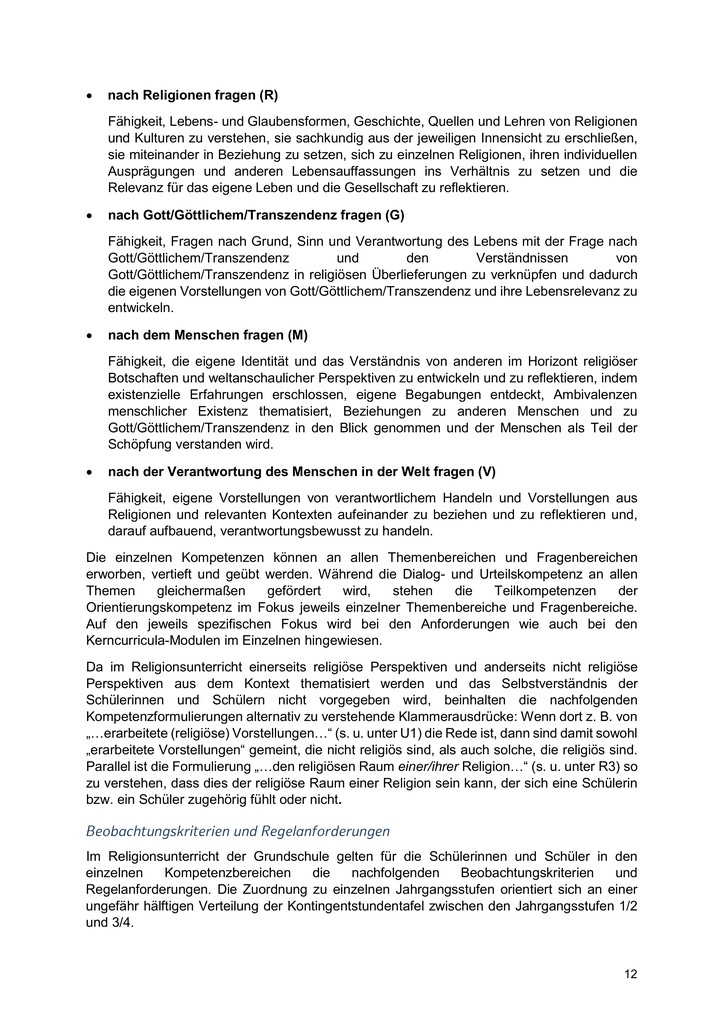 • nach Religionen fragen (R)
Fähigkeit, Lebens- und Glaubensformen, Geschichte, Quellen und Lehren von Religionen
und Kulturen zu verstehen, sie sachkundig aus der jeweiligen Innensicht zu erschließen,
sie miteinander in Beziehung zu setzen, sich zu einzelnen Religionen, ihren individuellen
Ausprägungen und anderen Lebensauffassungen ins Verhältnis zu setzen und die
Relevanz für das eigene Leben und die Gesellschaft zu reflektieren.
• nach Gott/Göttlichem/Transzendenz fragen (G)
Fähigkeit, Fragen nach Grund, Sinn und Verantwortung des Lebens mit der Frage nach
Gott/Göttlichem/Transzendenz und den Verständnissen von
Gott/Göttlichem/Transzendenz in religiösen Überlieferungen zu verknüpfen und dadurch
die eigenen Vorstellungen von Gott/Göttlichem/Transzendenz und ihre Lebensrelevanz zu
entwickeln.
• nach dem Menschen fragen (M)
Fähigkeit, die eigene Identität und das Verständnis von anderen im Horizont religiöser
Botschaften und weltanschaulicher Perspektiven zu entwickeln und zu reflektieren, indem
existenzielle Erfahrungen erschlossen, eigene Begabungen entdeckt, Ambivalenzen
menschlicher Existenz thematisiert, Beziehungen zu anderen Menschen und zu
Gott/Göttlichem/Transzendenz in den Blick genommen und der Menschen als Teil der
Schöpfung verstanden wird.
• nach der Verantwortung des Menschen in der Welt fragen (V)
Fähigkeit, eigene Vorstellungen von verantwortlichem Handeln und Vorstellungen aus
Religionen und relevanten Kontexten aufeinander zu beziehen und zu reflektieren und,
darauf aufbauend, verantwortungsbewusst zu handeln.
Die einzelnen Kompetenzen können an allen Themenbereichen und Fragenbereichen
erworben, vertieft und geübt werden. Während die Dialog- und Urteilskompetenz an allen
Themen gleichermaßen gefördert wird, stehen die Teilkompetenzen der
Orientierungskompetenz im Fokus jeweils einzelner Themenbereiche und Fragenbereiche.
Auf den jeweils spezifischen Fokus wird bei den Anforderungen wie auch bei den
Kerncurricula-Modulen im Einzelnen hingewiesen.
Da im Religionsunterricht einerseits religiöse Perspektiven und anderseits nicht religiöse
Perspektiven aus dem Kontext thematisiert werden und das Selbstverständnis der
Schülerinnen und Schülern nicht vorgegeben wird, beinhalten die nachfolgenden
Kompetenzformulierungen alternativ zu verstehende Klammerausdrücke: Wenn dort z. B. von
„…erarbeitete (religiöse) Vorstellungen…“ (s. u. unter U1) die Rede ist, dann sind damit sowohl
„erarbeitete Vorstellungen“ gemeint, die nicht religiös sind, als auch solche, die religiös sind.
Parallel ist die Formulierung „…den religiösen Raum einer/ihrer Religion…“ (s. u. unter R3) so
zu verstehen, dass dies der religiöse Raum einer Religion sein kann, der sich eine Schülerin
bzw. ein Schüler zugehörig fühlt oder nicht.
Beobachtungskriterien und Regelanforderungen
Im Religionsunterricht der Grundschule gelten für die Schülerinnen und Schüler in den
einzelnen Kompetenzbereichen die nachfolgenden Beobachtungskriterien und
Regelanforderungen. Die Zuordnung zu einzelnen Jahrgangsstufen orientiert sich an einer
ungefähr hälftigen Verteilung der Kontingentstundentafel zwischen den Jahrgangsstufen 1/2
und 3/4.
12